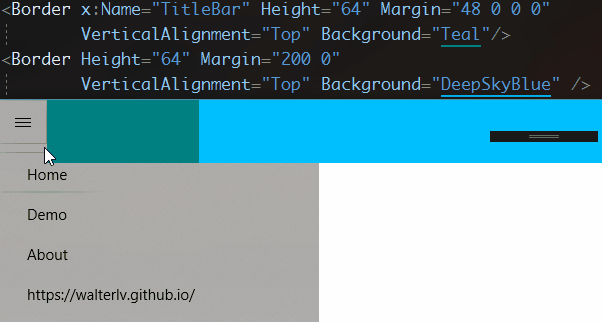 <Border x:Name="TitleBar" Height="64" Margin="48 0 0 0"
VerticalAlignment="Top" Background="Teal"/>
<Border Height="64" Margin="200 0"
VerticalAlignment="Top" Background="DeepSkyBlue" />
Home
Demo
About
https://walterlv.github.io/